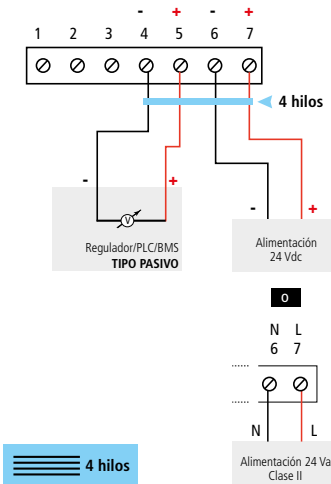 - + - +
1 2 3 4 5 6 7
4 hilos
- + - +
V
Regulador/PLC/BMS
TIPO PASIVO
Alimentación
24 Vdc
o
N L
6 7
N L
4 hilos
Alimentación 24 Va
Clase II